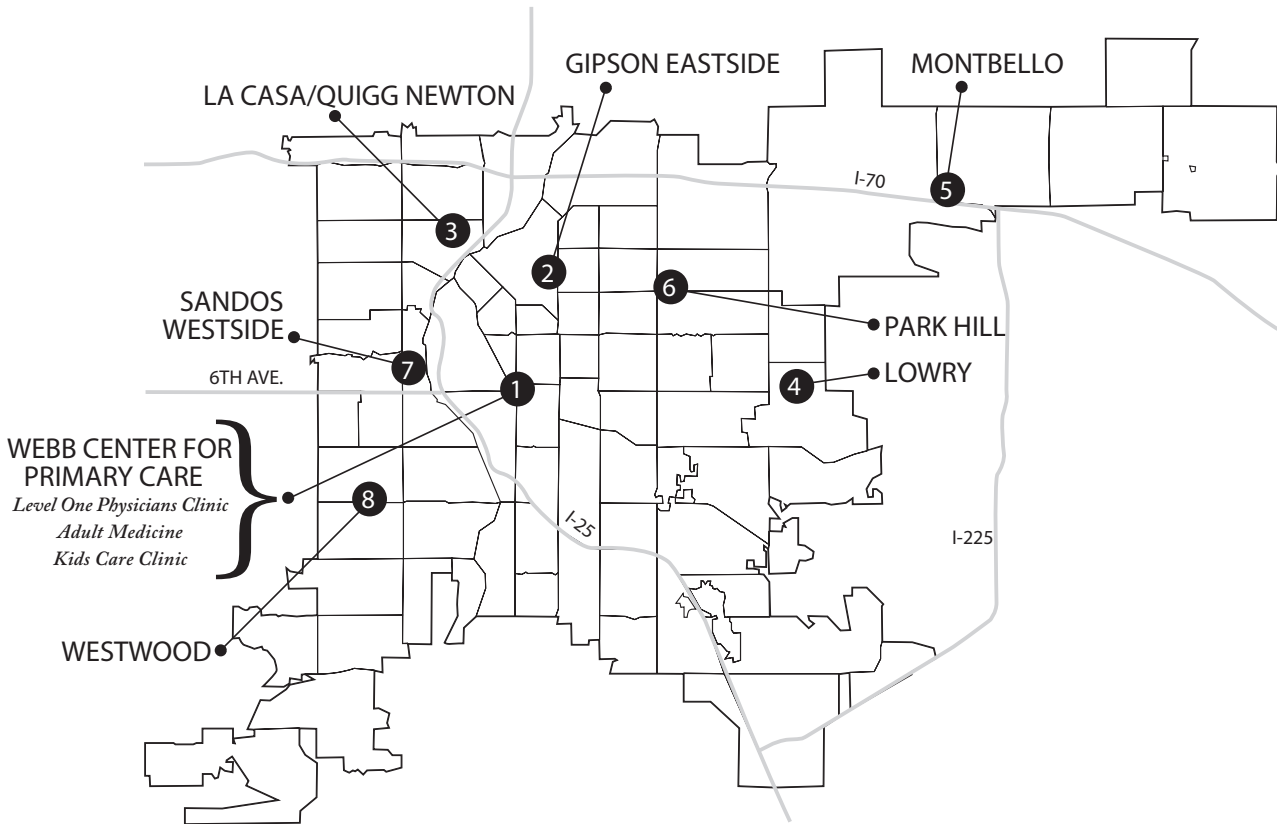 GIPSON EASTSIDE
MONTBELLO
LA CASA/QUIGG NEWTON
I-70
5
3
2
6
SANDOS
WESTSIDE
PARK HILL
7
LOWRY
6TH AVE.
1
4
WEBB CENTER FOR
PRIMARY CARE
Level One Physicians Clinic
Adult Medicine
Kids Care Clinic
8
I-25
I-225
WESTWOOD